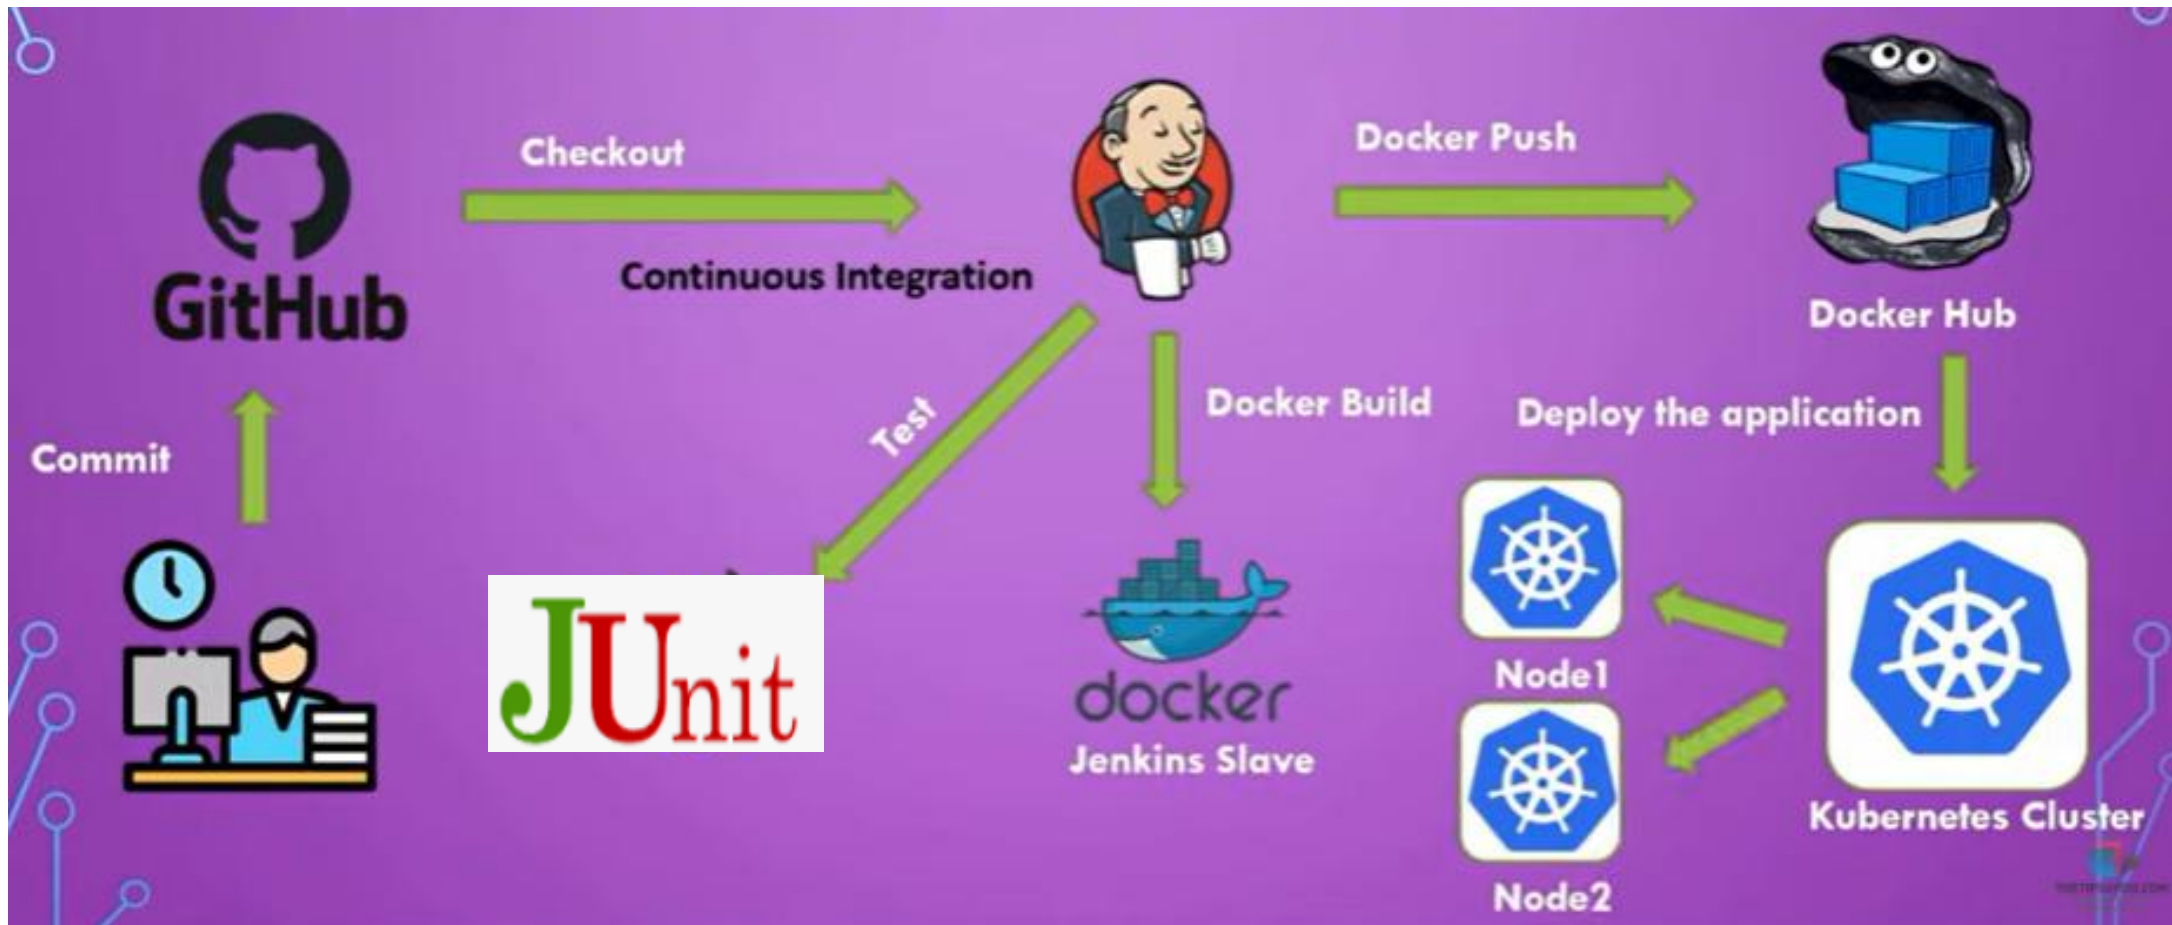 Checkout
Docker Push
Continuous Integration
GitHub
Docker Hub
Test
Docker Build
Deploy the application
Commit
JUnit
docker
Jenkins Slave
Node1
Kubernetes Cluster
Node2